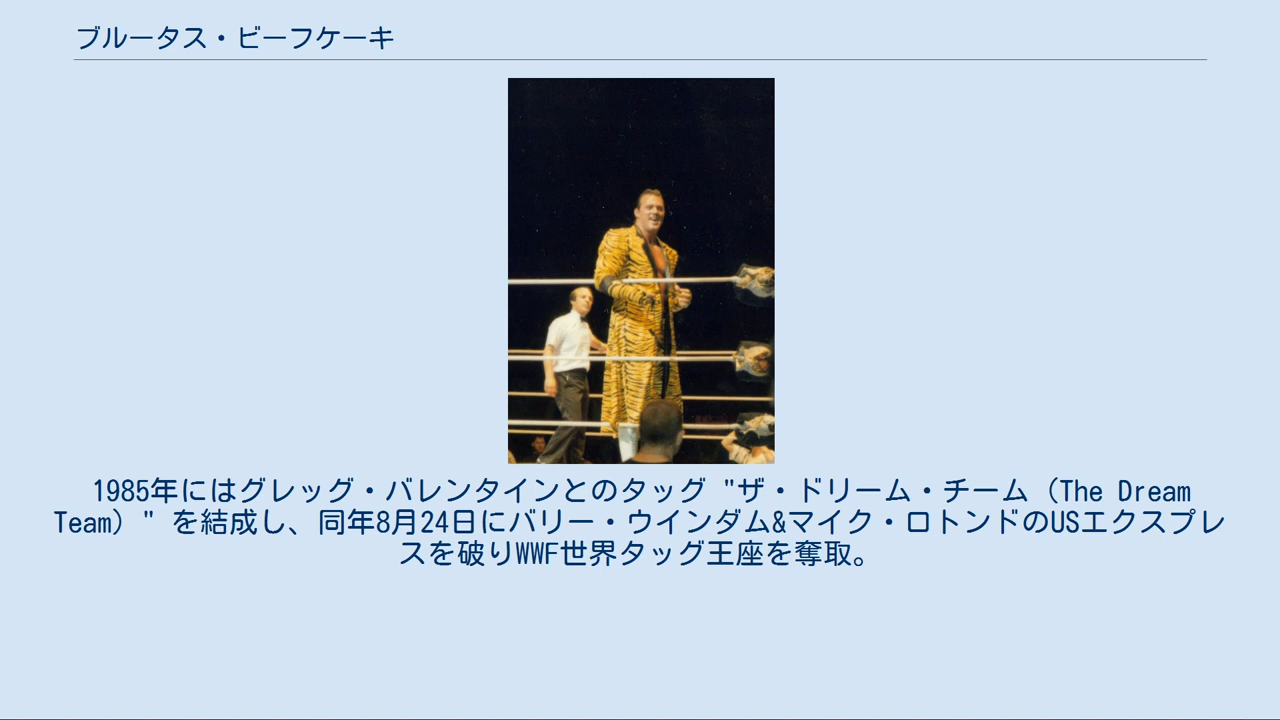 ブルータス・ビーフケーキ
1985年にはグレッグ・バレンタインとのタッグ "ザ・ドリーム・チーム（The Dream
Team）" を結成し、同年8月24日にバリー・ウインダム&マイク・ロトンドのUSエクスプレ
スを破りWWF世界タッグ王座を奪取。